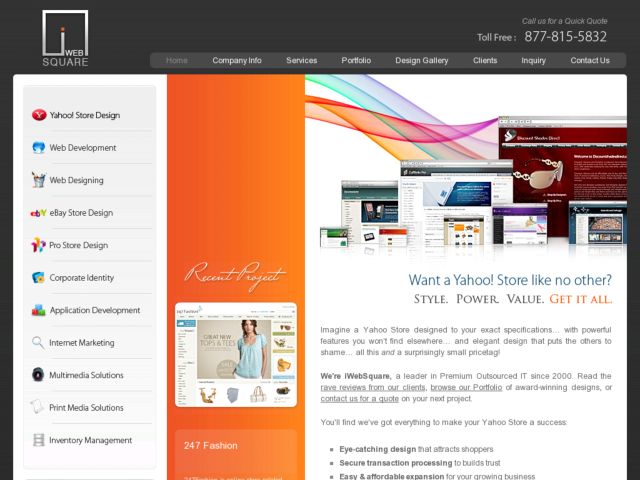 i
WEB
SQUARE
Call us for a Quick Quote
Toll Free : 877-815-5832
Home Company Info Services Portfolio Design Gallery Clients Inquiry Contact Us
Yahoo! Store Design
Web Development
Web Designing
eBay Store Design
Pro Store Design
Corporate Identity
Application Development
Internet Marketing
Multimedia Solutions
Print Media Solutions
Inventory Management
Recent Project
GREAT NEW
TOPS & TEES
247 Fashion
Discount Shades Direct
Want a Yahoo! Store like no other?
STYLE. POWER. VALUE. GET IT ALL.
Imagine a Yahoo Store designed to your exact specifications… with powerful
features you won't find elsewhere… and elegant design that puts the others to
shame… all this and a surprisingly small pricetag!
We're iWebSquare, a leader in Premium Outsourced IT since 2000. Read the
rave reviews from our clients, browse our Portfolio of award-winning designs, or
contact us for a quote on your next project.
You'll find we've got everything to make your Yahoo Store a success:
Eye-catching design that attracts shoppers
Secure transaction processing to builds trust
Easy & affordable expansion for your growing business